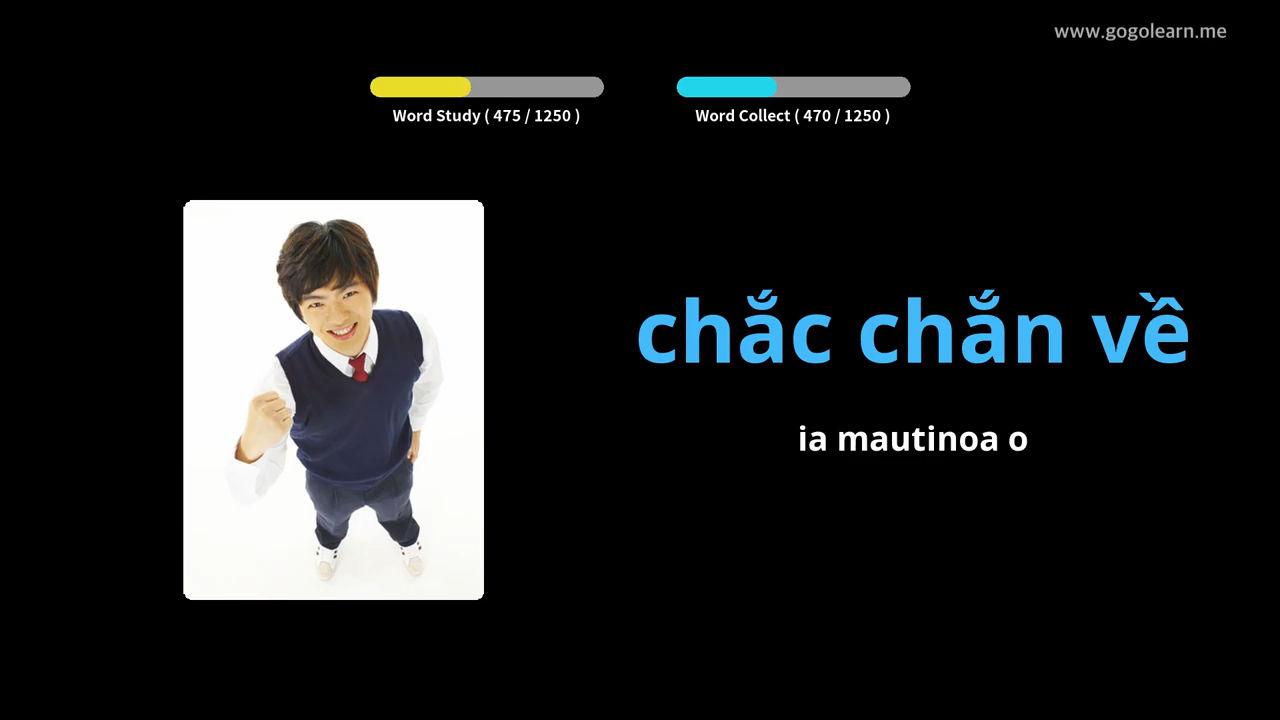 www.gogolearn.me
Word Study ( 475 / 1250 )
Word Collect ( 470 / 1250 )
chắc chắn về
ia mautinoa o